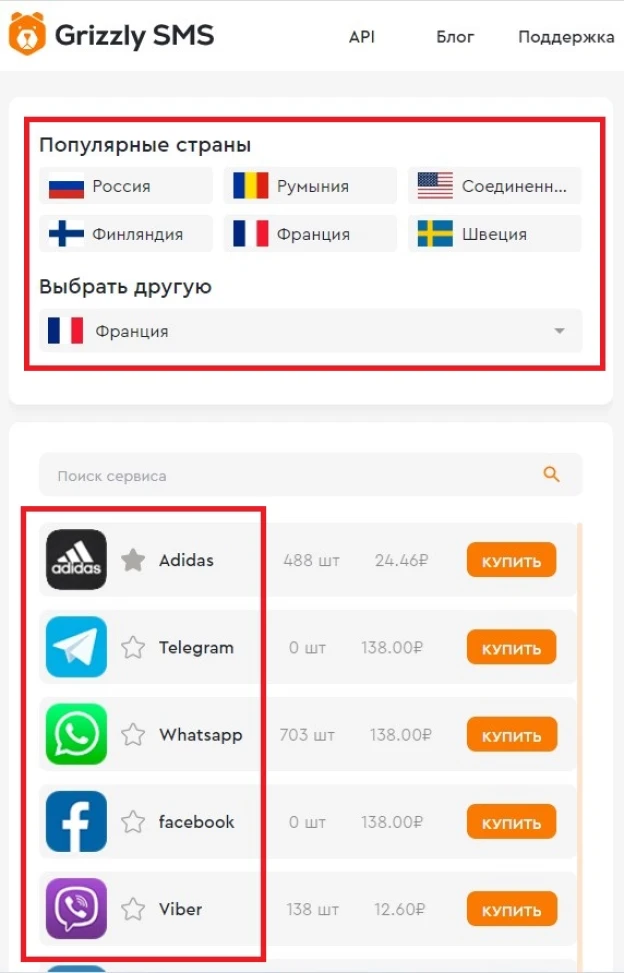 Grizzly SMS API Блог Поддержка
Популярные страны
Россия Румыния Соединенн...
Финляндия Франция Швеция
Выбрать другую
Франция
Поиск сервиса
adidas Adidas 488 шт 24.46₽ КУПИТЬ
Telegram 0 шт 138.00₽ КУПИТЬ
Whatsapp 703 шт 138.00₽ КУПИТЬ
facebook 0 шт 138.00₽ КУПИТЬ
Viber 138 шт 12.60₽ КУПИТЬ